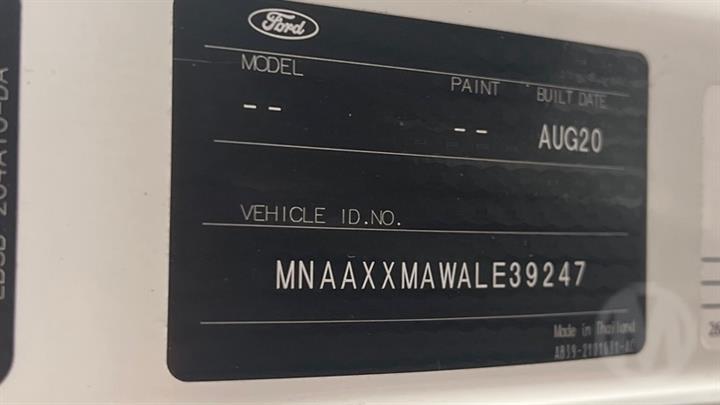 Ford
MODEL
PAINT
BUILT DATE
--
--
AUG20
VEHICLE ID.NO.
MNAAXXMAWALE39247
Made in Thailand